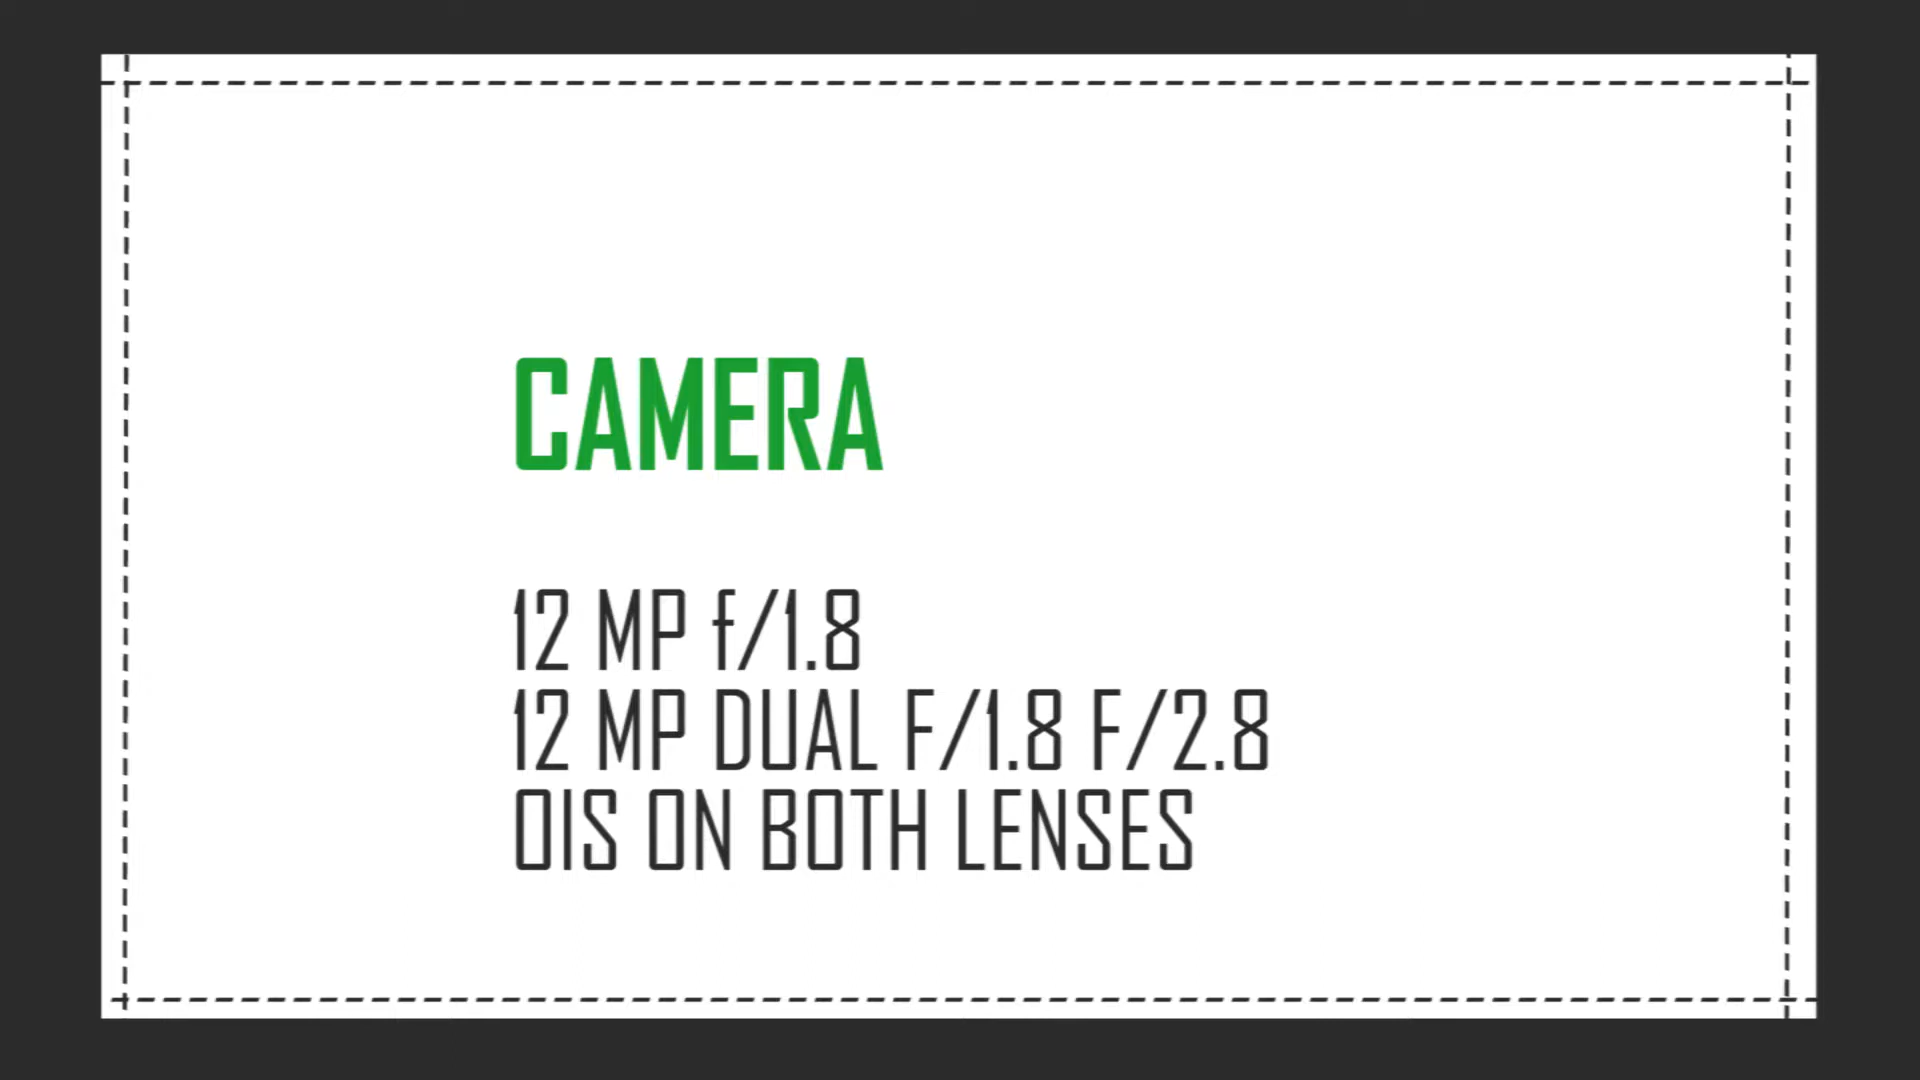 CAMERA
12 MP f/1.8
12 MP DUAL F/1.8 F/2.8
OIS ON BOTH LENSES